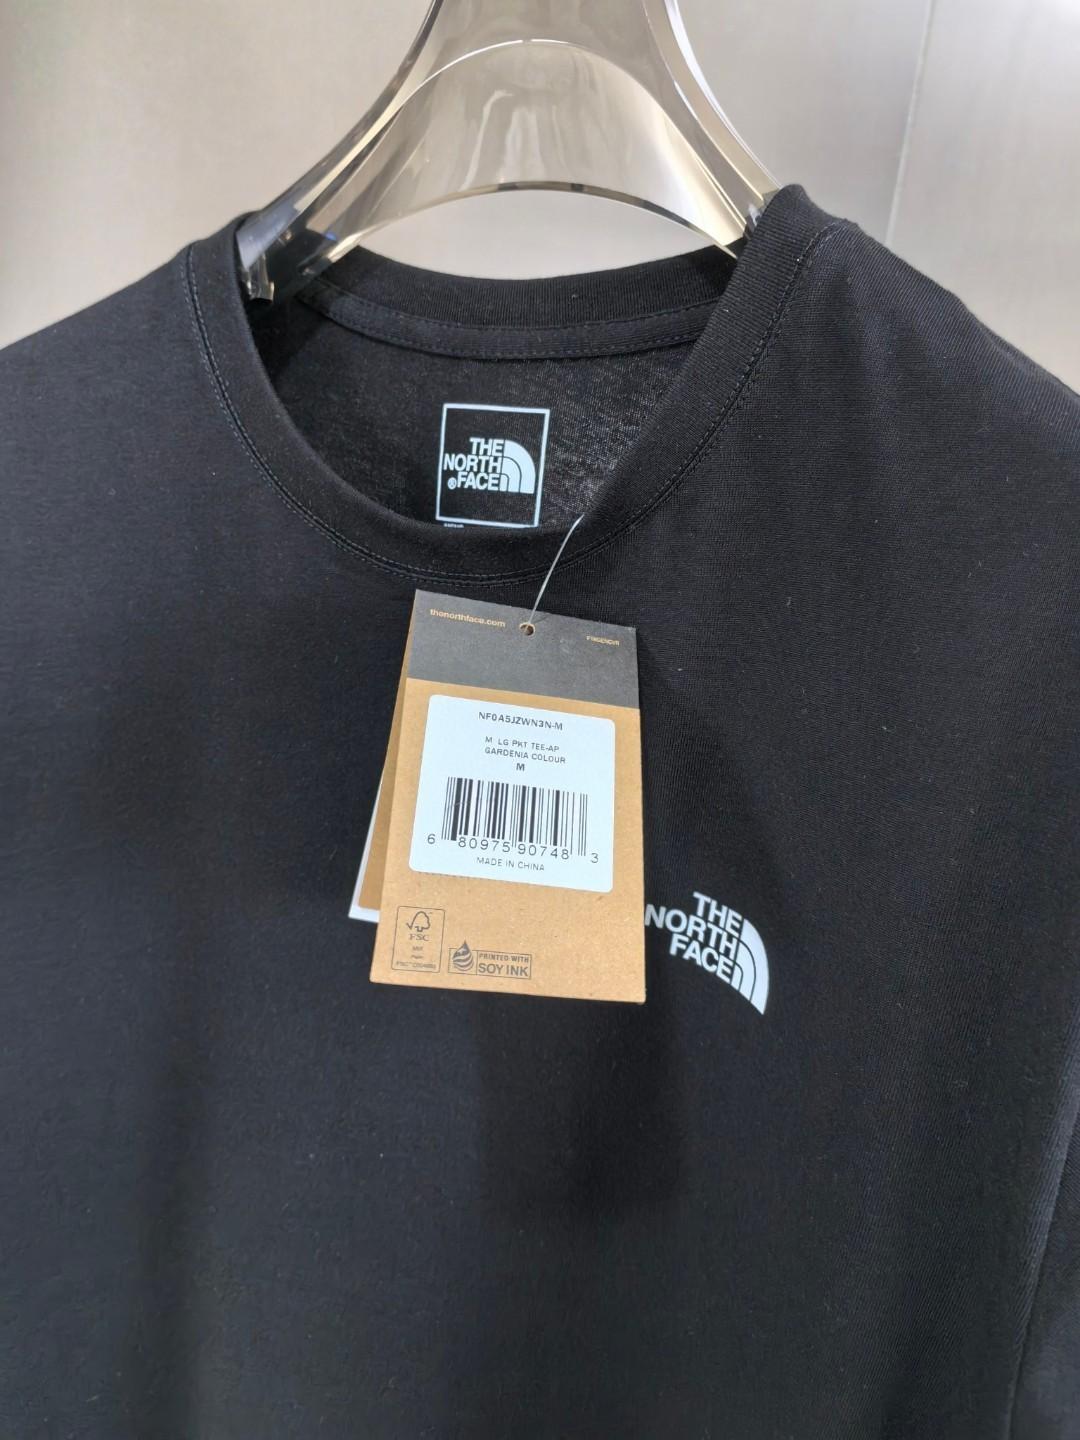 THE
NORTH
®FACE
thenorthface.com
NF0A5JZWN3N-M
M LG PKT TEE-AP
GARDENIA COLOUR
M
6 80975 90748 3
MADE IN CHINA
FSC
MIX
PRINTED WITH
SOY INK
THE
NORTH
FACE